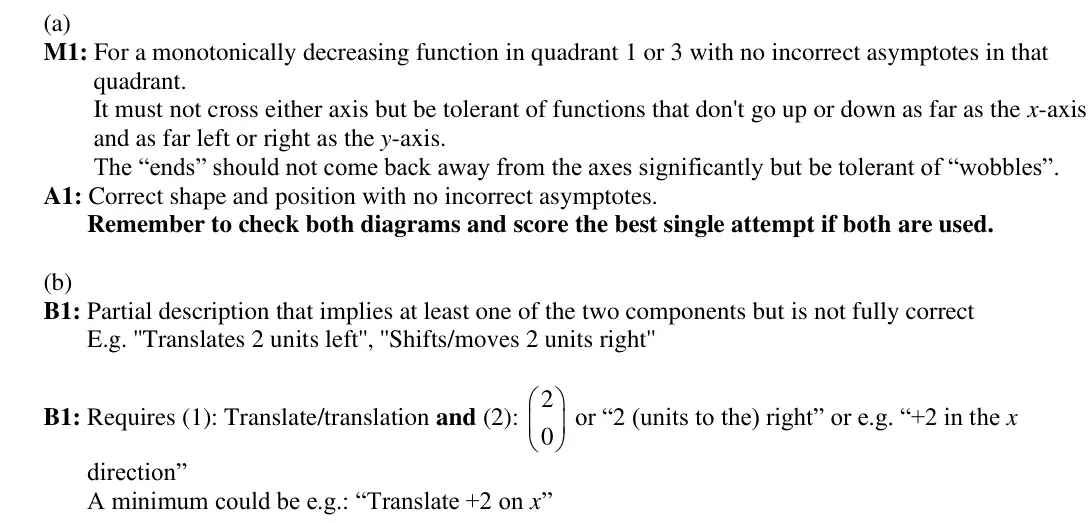 (a)
M1: For a monotonically decreasing function in quadrant 1 or 3 with no incorrect asymptotes in that
quadrant.
It must not cross either axis but be tolerant of functions that don't go up or down as far as the x-axis
and as far left or right as the y-axis.
The “ends” should not come back away from the axes significantly but be tolerant of “wobbles”.
A1: Correct shape and position with no incorrect asymptotes.
Remember to check both diagrams and score the best single attempt if both are used.
(b)
B1: Partial description that implies at least one of the two components but is not fully correct
E.g. "Translates 2 units left", "Shifts/moves 2 units right"
B1: Requires (1): Translate/translation and (2): (2 0) or “2 (units to the) right” or e.g. “+2 in the x
direction”
A minimum could be e.g.: “Translate +2 on x”